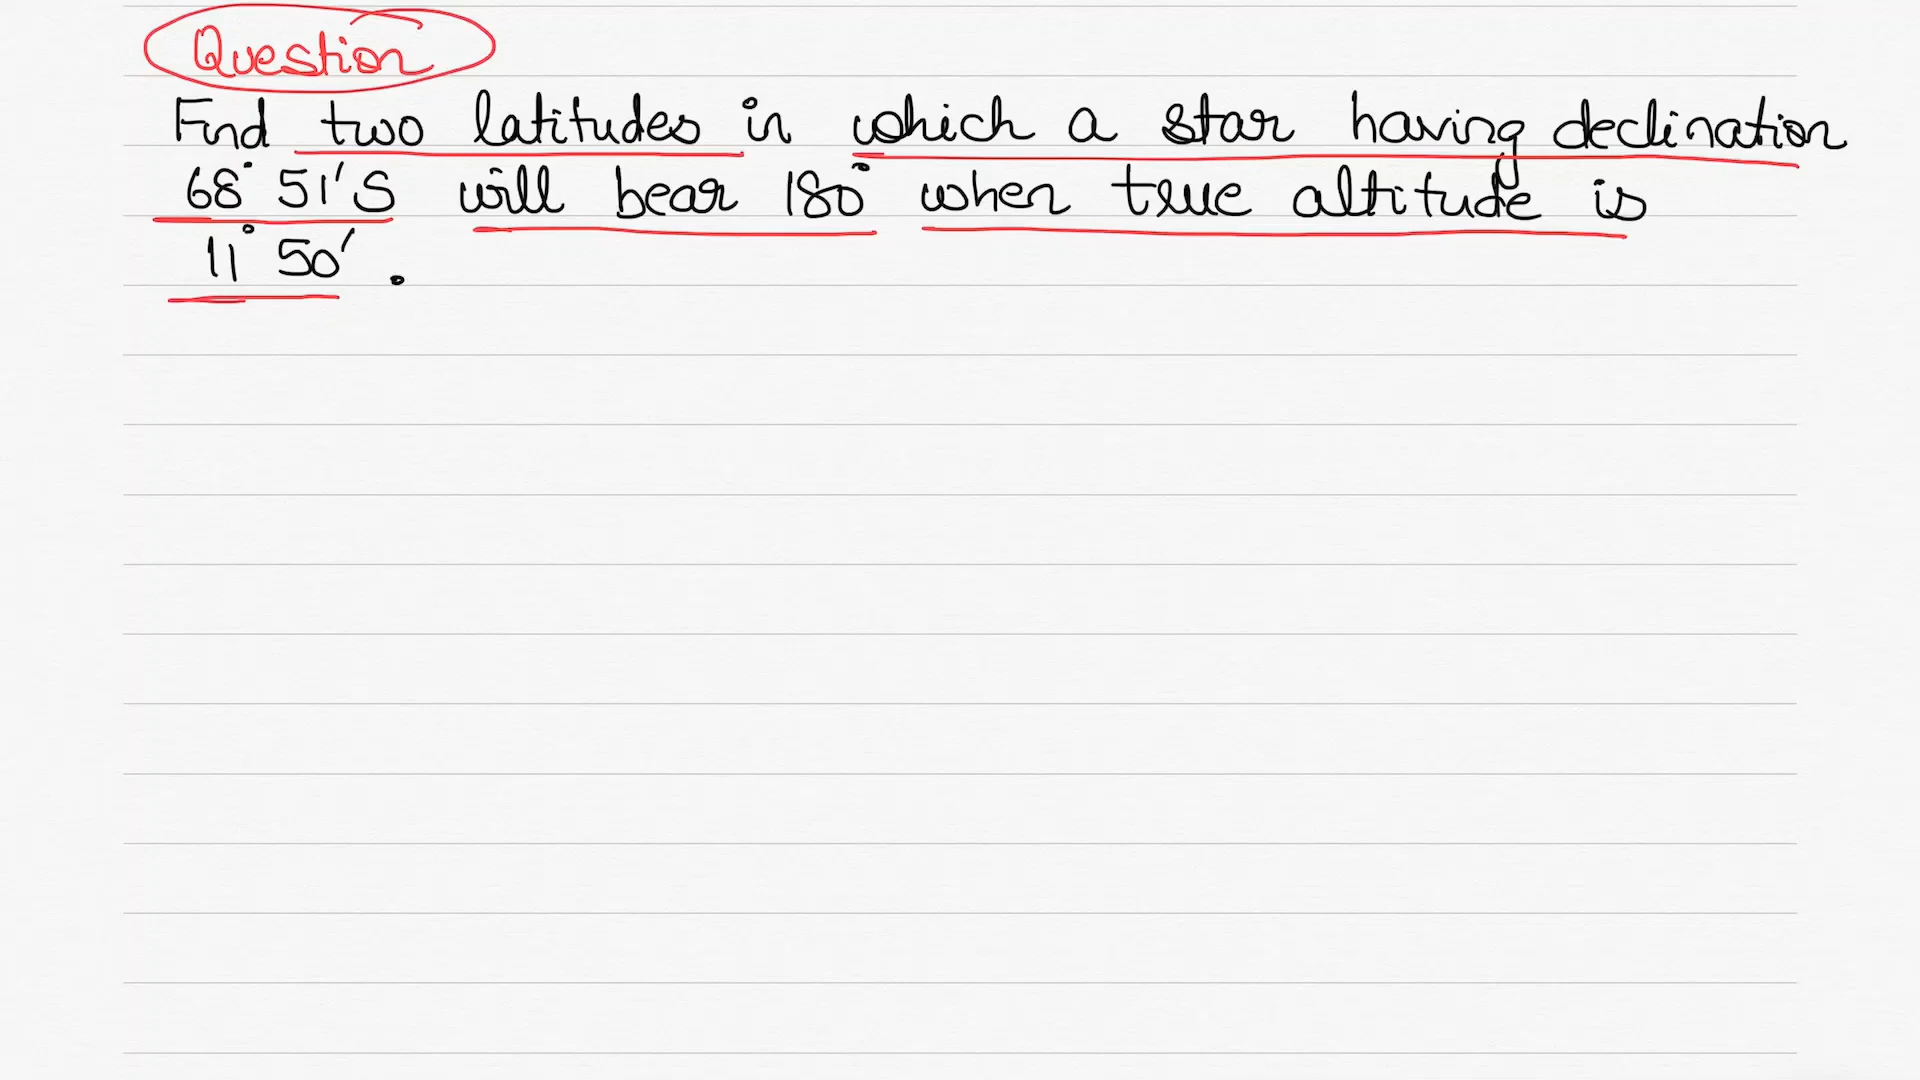 Question
Find two latitudes in which a star having declination
68° 51' S will bear 180° when true altitude is
11° 50' .